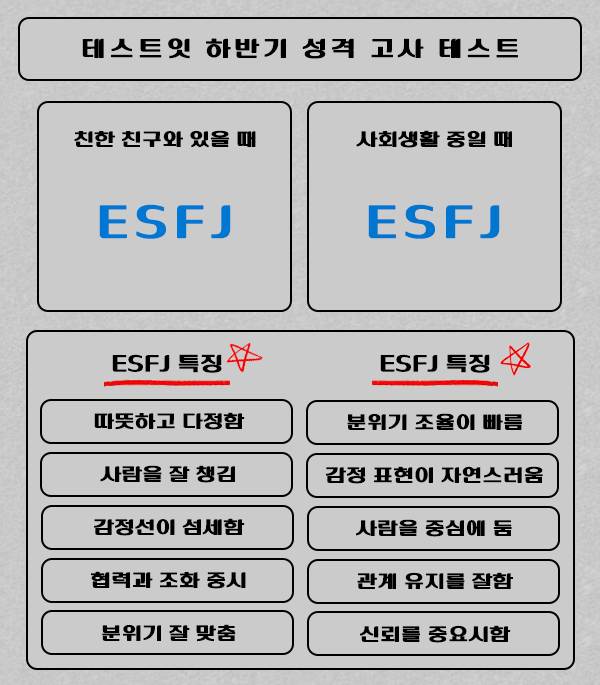 테스트잇 하반기 성격 고사 테스트
친한 친구와 있을 때
ESFJ
사회생활 중일 때
ESFJ
ESFJ 특징
따뜻하고 다정함
사람을 잘 챙김
감정선이 섬세함
협력과 조화 중시
분위기 잘 맞춤
ESFJ 특징
분위기 조율이 빠름
감정 표현이 자연스러움
사람을 중심에 둠
관계 유지를 잘함
신뢰를 중요시함